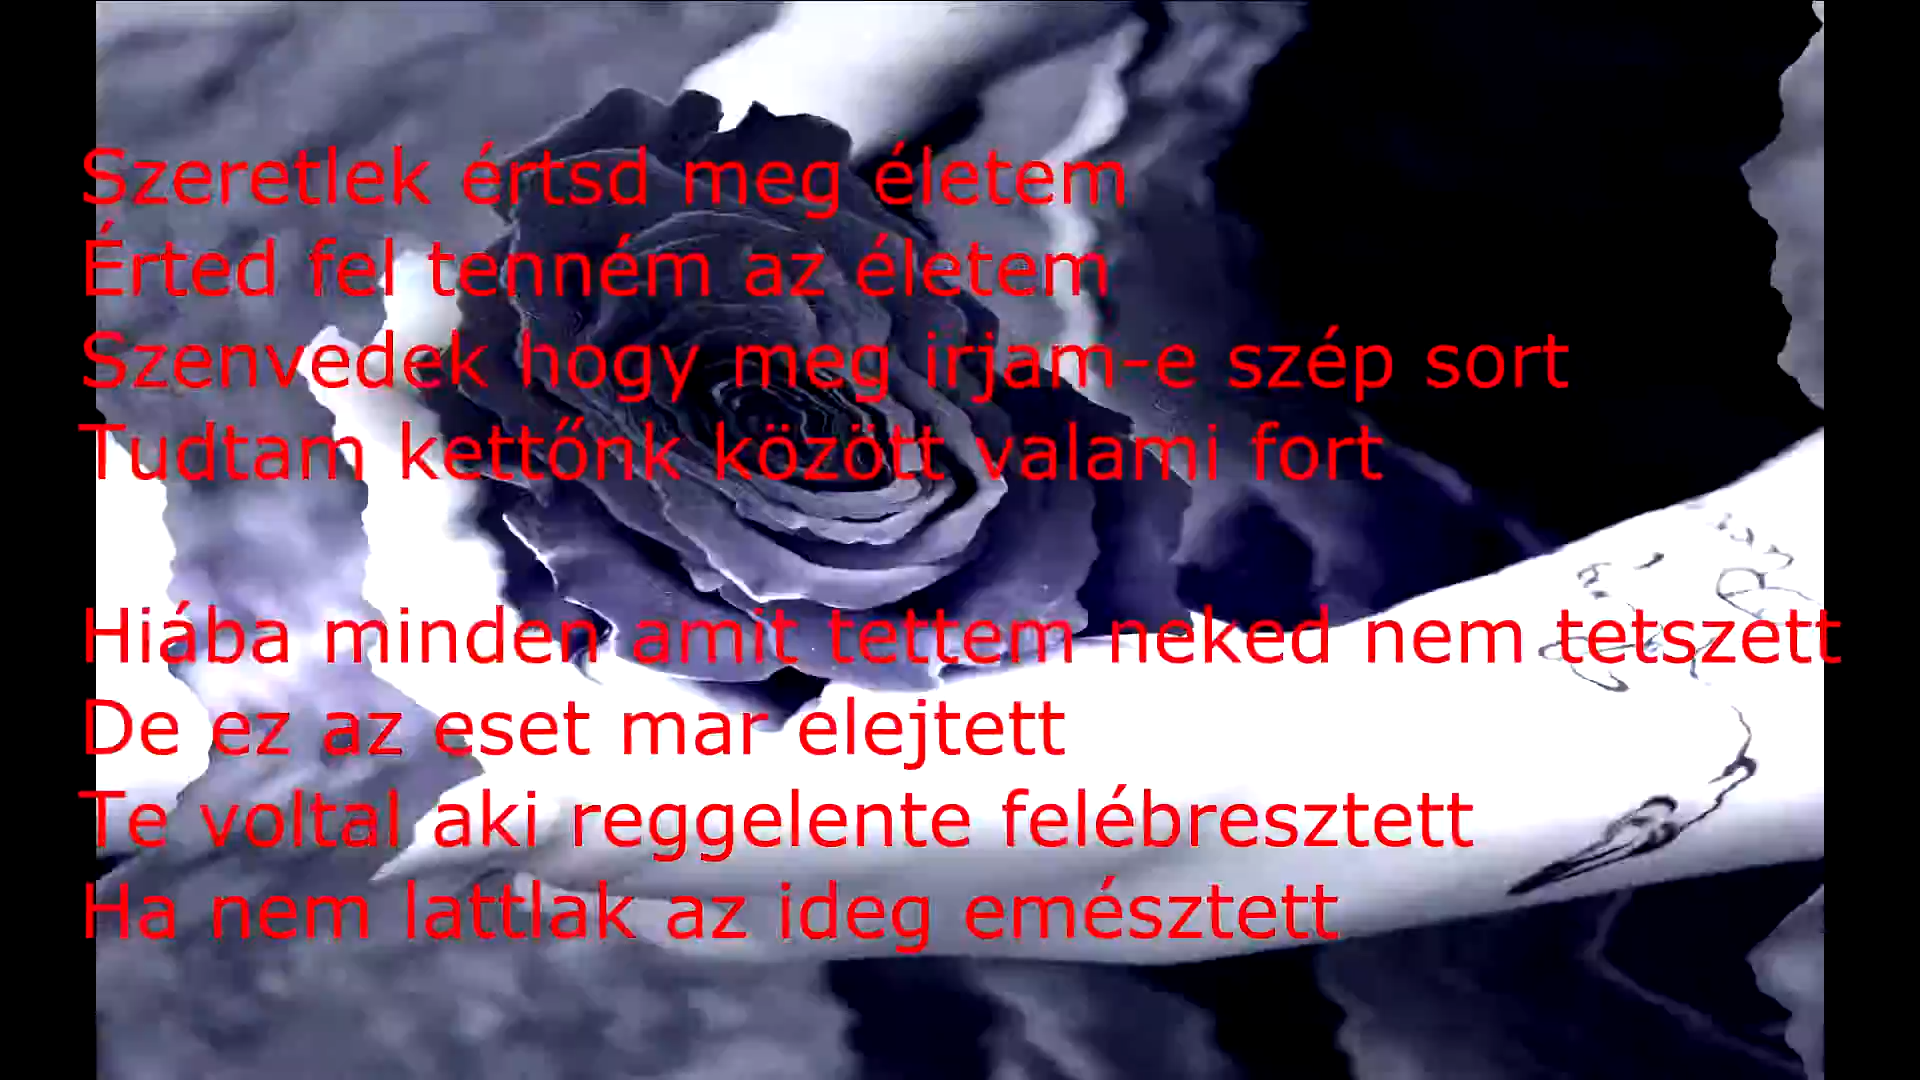 Szeretlek értsd meg életem
Érted fel tenném az életem
Szenvedek hogy meg irjam-e szép sort
Tudtam kettőnk között valami fort
Hiába minden amit tettem neked nem tetszett
De ez az eset mar elejtett
Te voltal aki reggelente felébresztett
Ha nem lattlak az ideg emésztett